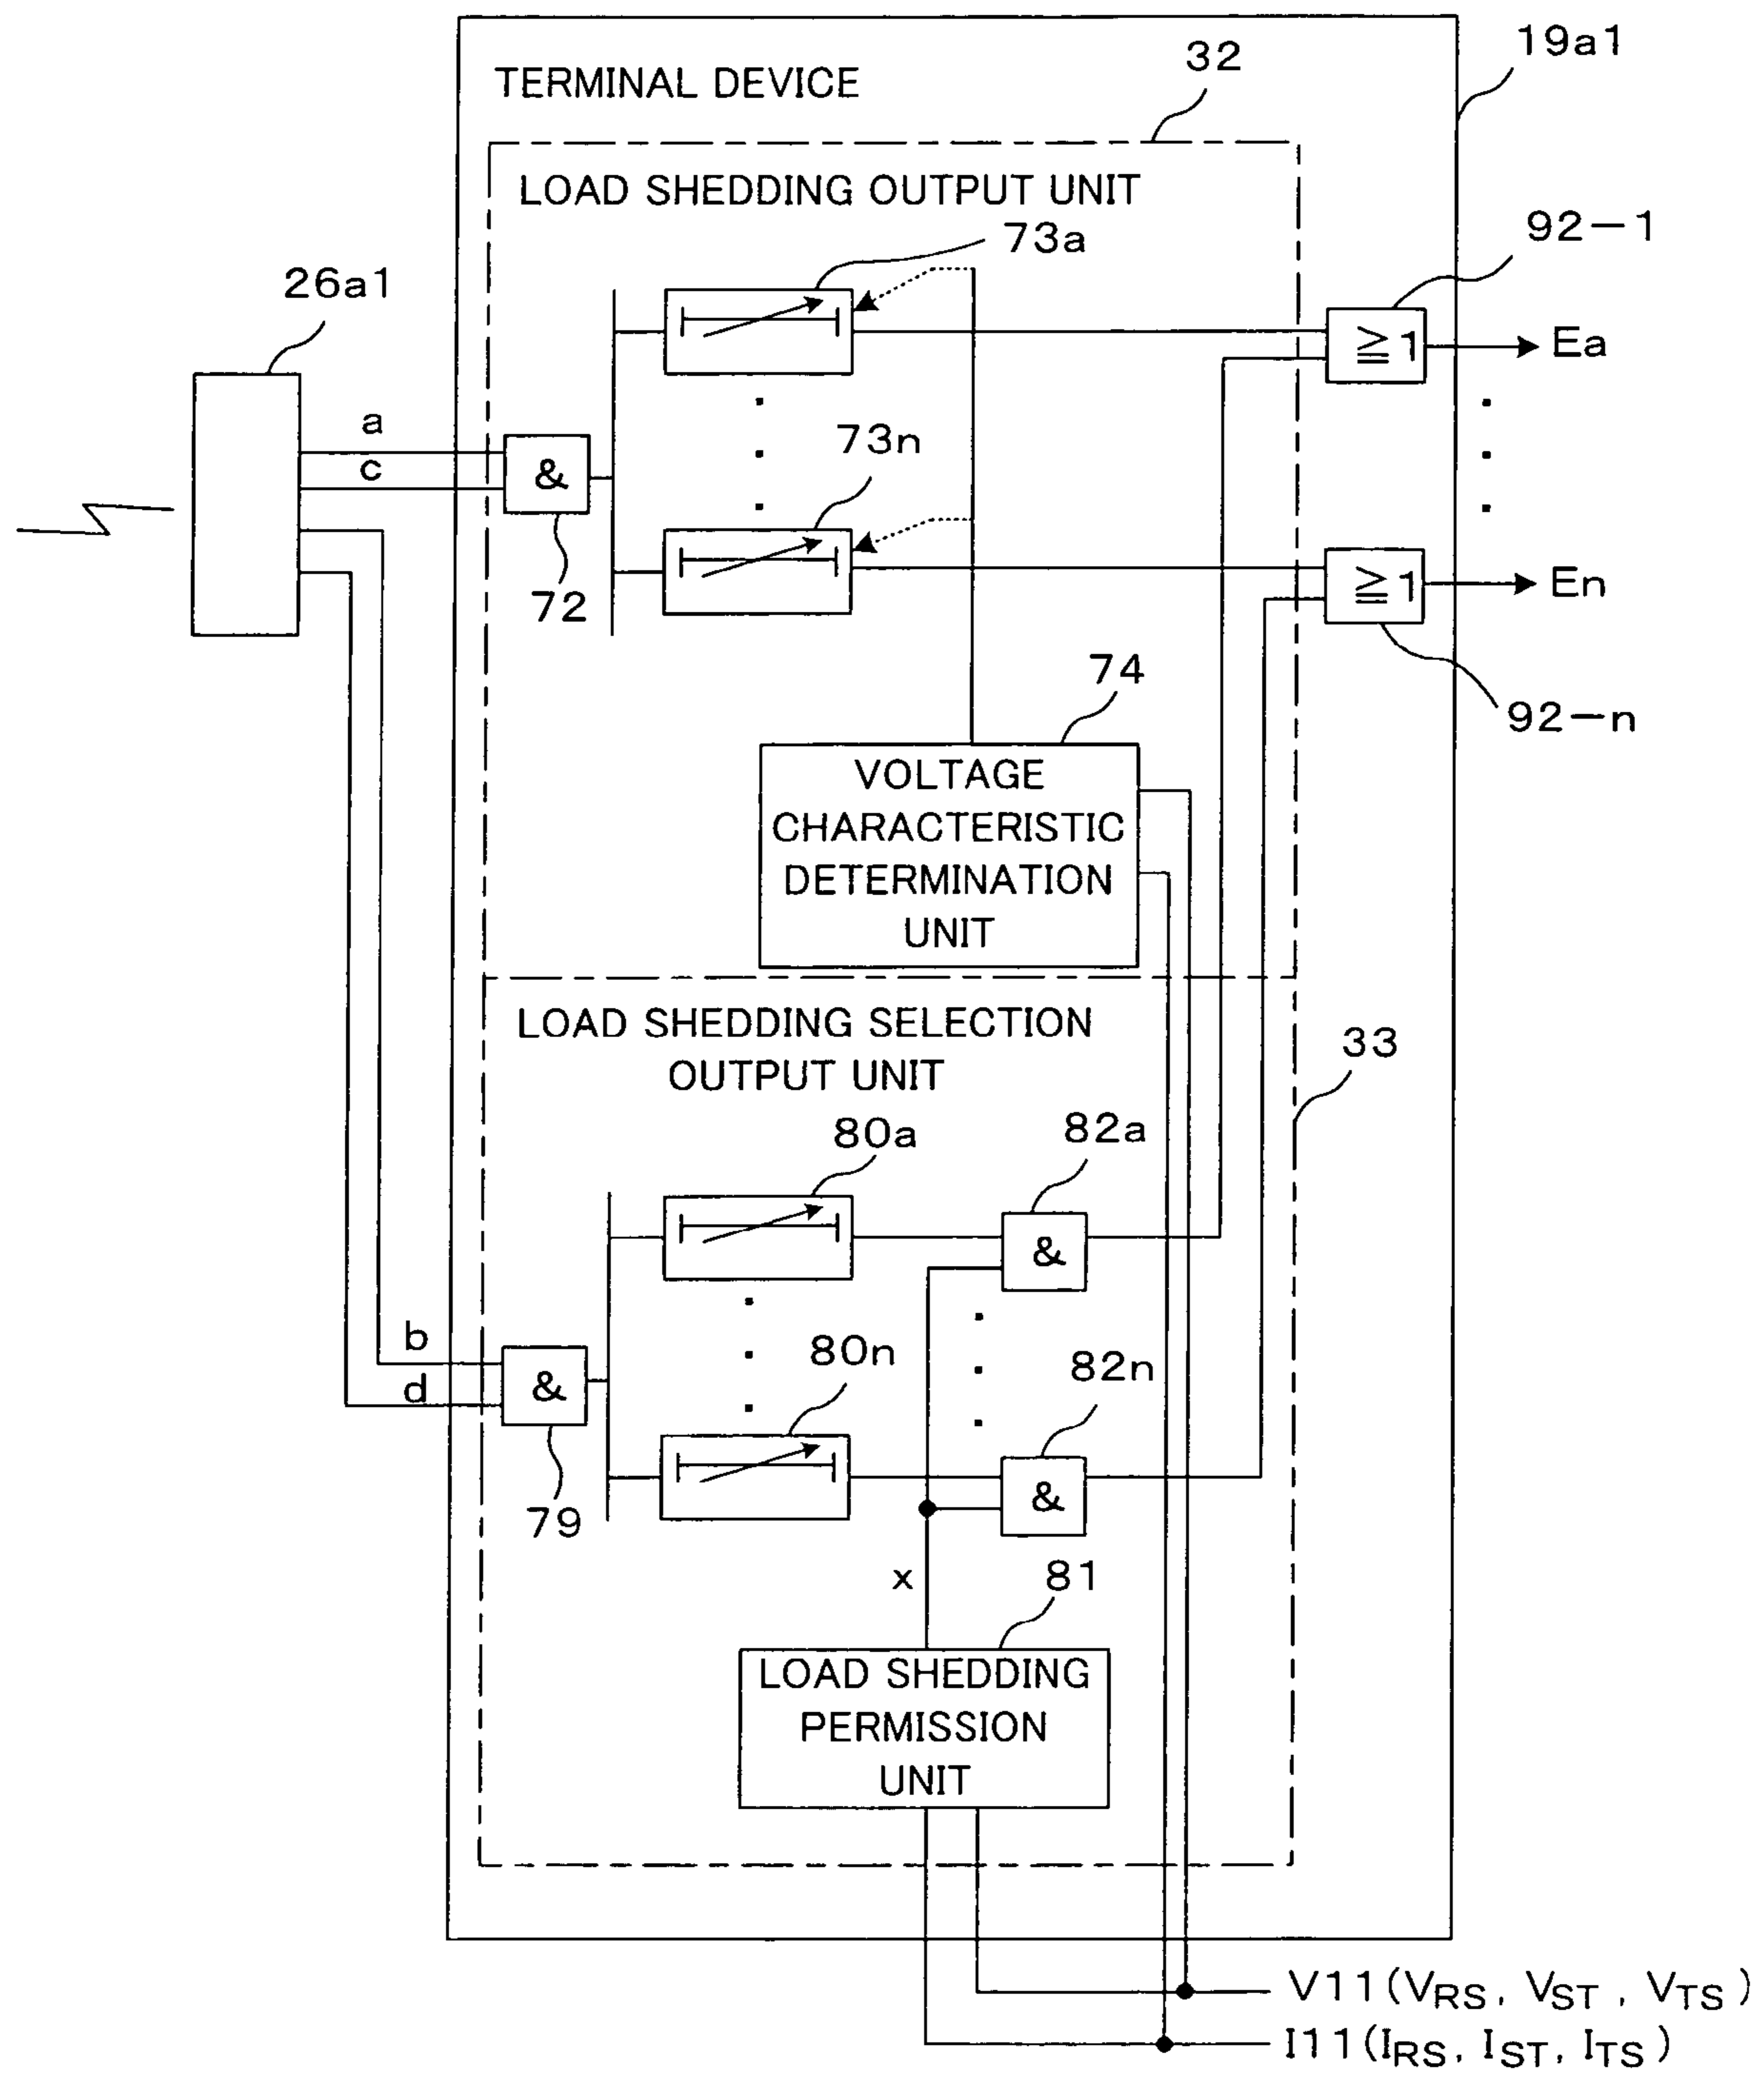 19a1
32
TERMINAL DEVICE
LOAD SHEDDING OUTPUT UNIT
92-1
73a
26a1
≧1
Ea
a
73n
c
&
≧1
En
72
74
92-n
VOLTAGE
CHARACTERISTIC
DETERMINATION
UNIT
LOAD SHEDDING SELECTION
OUTPUT UNIT
33
80a
82a
&
b
80n
82n
d
&
&
79
x
81
LOAD SHEDDING
PERMISSION
UNIT
V11(VRS, VST, VTS)
I11(IRS, IST, ITS)